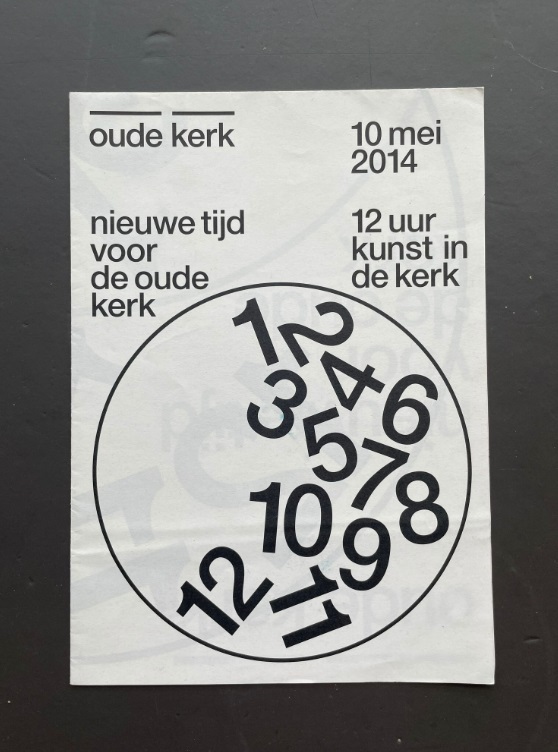 oude kerk
10 mei
2014
nieuwe tijd
voor
de oude
kerk
12 uur
kunst in
de kerk
1
2
3
4
5
6
7
8
9
10
11
12